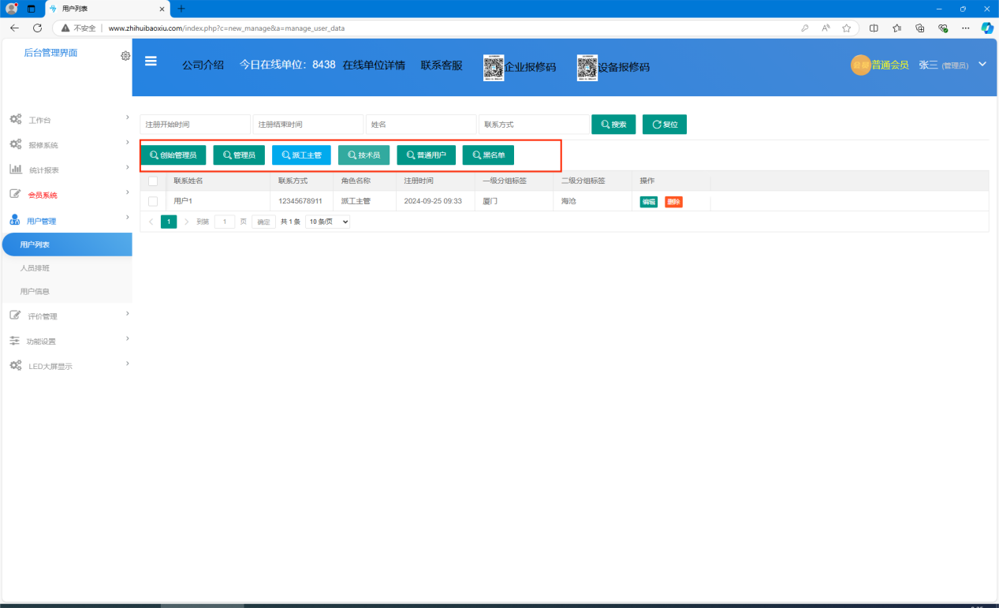 用户列表
不安全 www.zhihuibaoxiu.com/index.php?c=new_manage&a=manage_user_data
后台管理界面
公司介绍 今日在线单位：8438 在线单位详情 联系客服 企业报修码 设备报修码 普通会员 张三 (管理员)
工作台
报修系统
统计报表
会员系统
用户管理
用户列表
人员排班
用户信息
评价管理
功能设置
LED大屏显示
注册开始时间 注册结束时间 姓名 联系方式 搜索 复位
创始管理员 管理员 派工主管 技术员 普通用户 黑名单
联系姓名 联系方式 角色名称 注册时间 一级分组标签 二级分组标签 操作
用户1 12345678911 派工主管 2024-09-25 09:33 厦门 海沧 编辑 删除
1 到第 1 页 确定 共 1 条 10 条/页